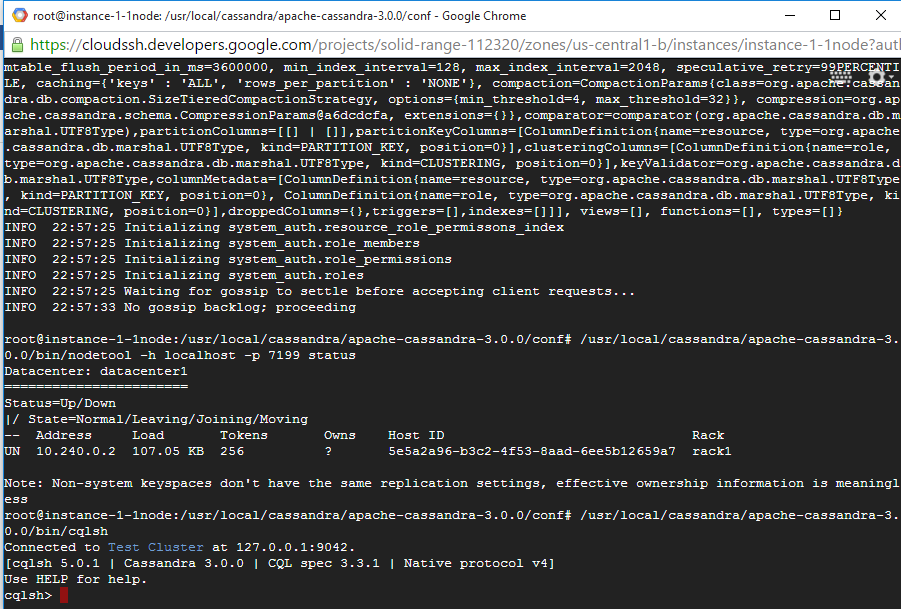 root@instance-1-1node: /usr/local/cassandra/apache-cassandra-3.0.0/conf - Google Chrome
https://cloudssh.developers.google.com/projects/solid-range-112320/zones/us-central1-b/instances/instance-1-1node?aut
mtable_flush_period_in_ms=3600000, min_index_interval=128, max_index_interval=2048, speculative_retry=99PERCENTI
LE, caching={'keys' : 'ALL', 'rows_per_partition' : 'NONE'}, compaction=CompactionParams{class=org.apache.cassan
dra.db.compaction.SizeTieredCompactionStrategy, options={min_threshold=4, max_threshold=32}}, compression=org.ap
ache.cassandra.schema.CompressionParams@a6dcdcfa, extensions={}},comparator=comparator(org.apache.cassandra.db.m
arshal.UTF8Type),partitionColumns=[[] | []],partitionKeyColumns=[ColumnDefinition{name=resource, type=org.apache
.cassandra.db.marshal.UTF8Type, kind=PARTITION_KEY, position=0}],clusteringColumns=[ColumnDefinition{name=role,
type=org.apache.cassandra.db.marshal.UTF8Type, kind=CLUSTERING, position=0}],keyValidator=org.apache.cassandra.d
b.marshal.UTF8Type,columnMetadata=[ColumnDefinition{name=resource, type=org.apache.cassandra.db.marshal.UTF8Type
, kind=PARTITION_KEY, position=0}, ColumnDefinition{name=role, type=org.apache.cassandra.db.marshal.UTF8Type, ki
nd=CLUSTERING, position=0}],droppedColumns={},triggers=[],indexes=[]]], views=[], functions=[], types=[]}
INFO  22:57:25 Initializing system_auth.resource_role_permissons_index
INFO  22:57:25 Initializing system_auth.role_members
INFO  22:57:25 Initializing system_auth.role_permissions
INFO  22:57:25 Initializing system_auth.roles
INFO  22:57:25 Waiting for gossip to settle before accepting client requests...
INFO  22:57:33 No gossip backlog; proceeding
root@instance-1-1node:/usr/local/cassandra/apache-cassandra-3.0.0/conf# /usr/local/cassandra/apache-cassandra-3.
0.0/bin/nodetool -h localhost -p 7199 status
Datacenter: datacenter1
=======================
Status=Up/Down
|/ State=Normal/Leaving/Joining/Moving
--  Address     Load       Tokens       Owns    Host ID                               Rack
UN  10.240.0.2  107.05 KB  256          ?       5e5a2a96-b3c2-4f53-8aad-6ee5b12659a7  rack1
Note: Non-system keyspaces don't have the same replication settings, effective ownership information is meaningl
ess
root@instance-1-1node:/usr/local/cassandra/apache-cassandra-3.0.0/conf# /usr/local/cassandra/apache-cassandra-3.
0.0/bin/cqlsh
Connected to Test Cluster at 127.0.0.1:9042.
[cqlsh 5.0.1 | Cassandra 3.0.0 | CQL spec 3.3.1 | Native protocol v4]
Use HELP for help.
cqlsh>